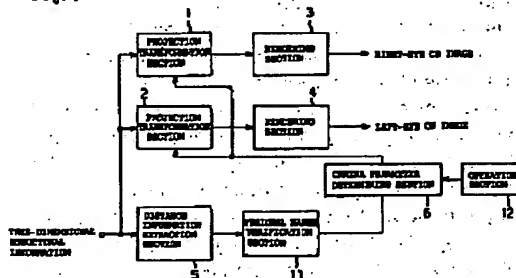 1
PROJECTION
TRANSFORMATION
SECTION
3
RENDERING
SECTION
RIGHT-EYE CG IMAGE
2
PROJECTION
TRANSFORMATION
SECTION
4
RENDERING
SECTION
LEFT-EYE CG IMAGE
CAMERA PARAMETER
DETERMINING SECTION
6
OPERATION
SECTION
12
THREE-DIMENSIONAL
INFORMATION
DISTANCE
INFORMATION
EXTRACTION
SECTION
5
RANGE
VERIFICATION
SECTION
11